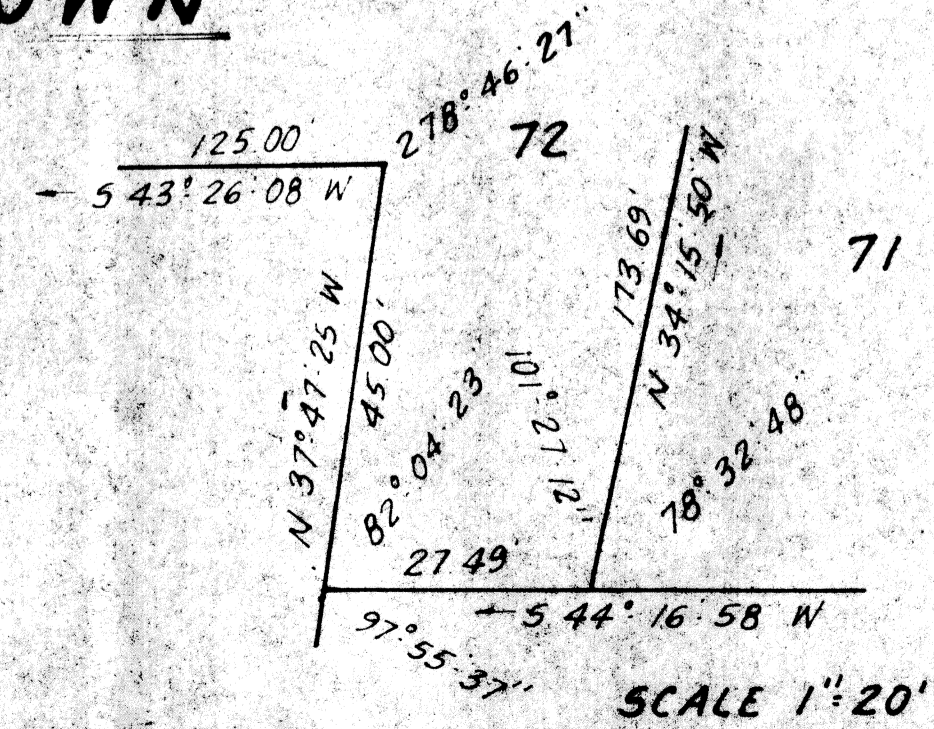 OWN
278°46'27"
125.00'
72
S 43°26'08 W
173.69'
N 34°15'50 W
71
N 37°47'25 W
45.00'
82°04'23
101°27'12"
78°32'48"
27.49'
S 44°16'58 W
97°55'37"
SCALE 1"=20'